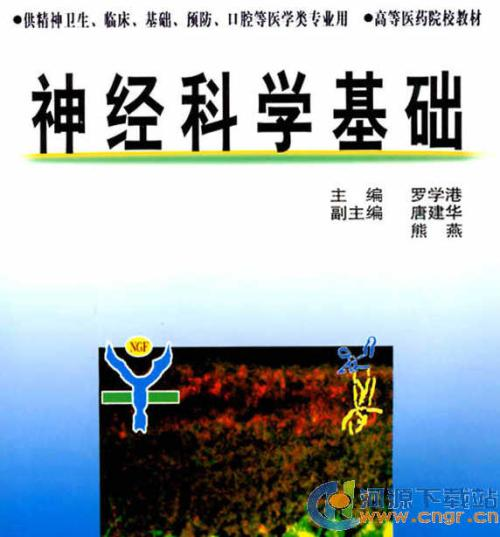 •供精神卫生、临床、基础、预防、口腔等医学类专业用 •高等医药院校教材
神经科学基础
主 编 罗学港
副主编 唐建华
熊 燕
NGF
河源下载站
www.cngr.cn